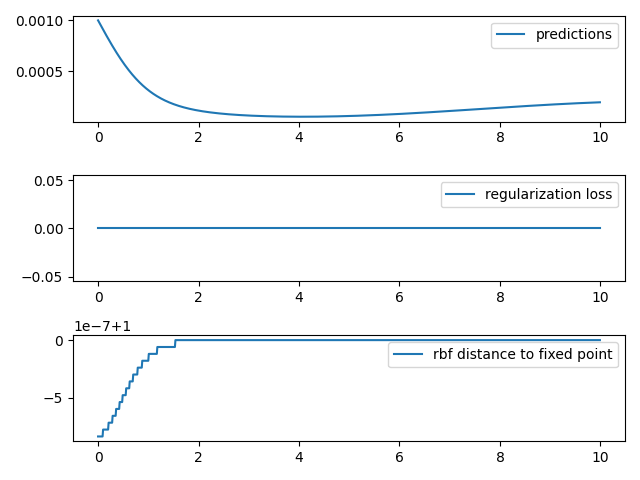 0.0010
0.0005
predictions
0 2 4 6 8 10
0.05
0.00
−0.05
regularization loss
0 2 4 6 8 10
1e−7+1
0
−5
rbf distance to fixed point
0 2 4 6 8 10